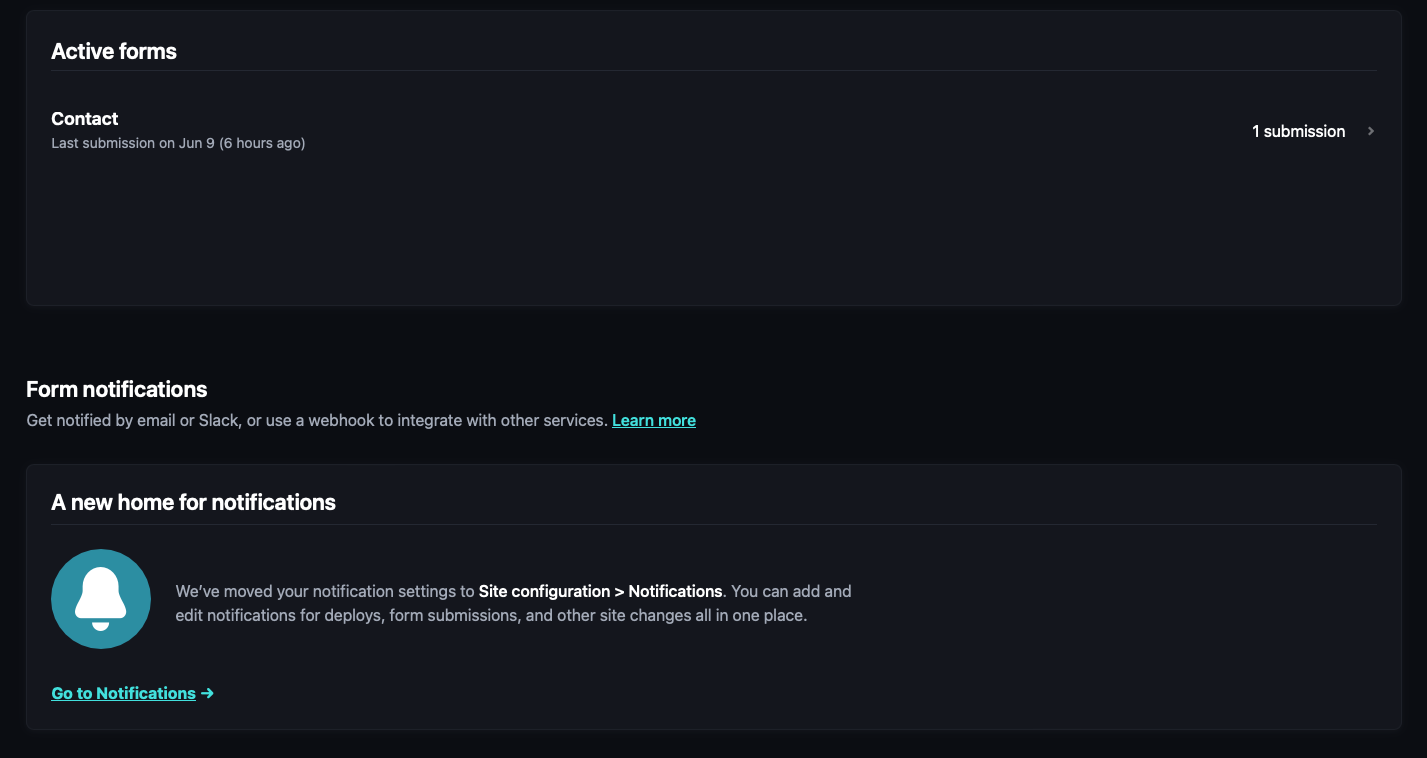 Active forms
Contact
Last submission on Jun 9 (6 hours ago)
1 submission
Form notifications
Get notified by email or Slack, or use a webhook to integrate with other services. Learn more
A new home for notifications
We’ve moved your notification settings to Site configuration > Notifications. You can add and
edit notifications for deploys, form submissions, and other site changes all in one place.
Go to Notifications →